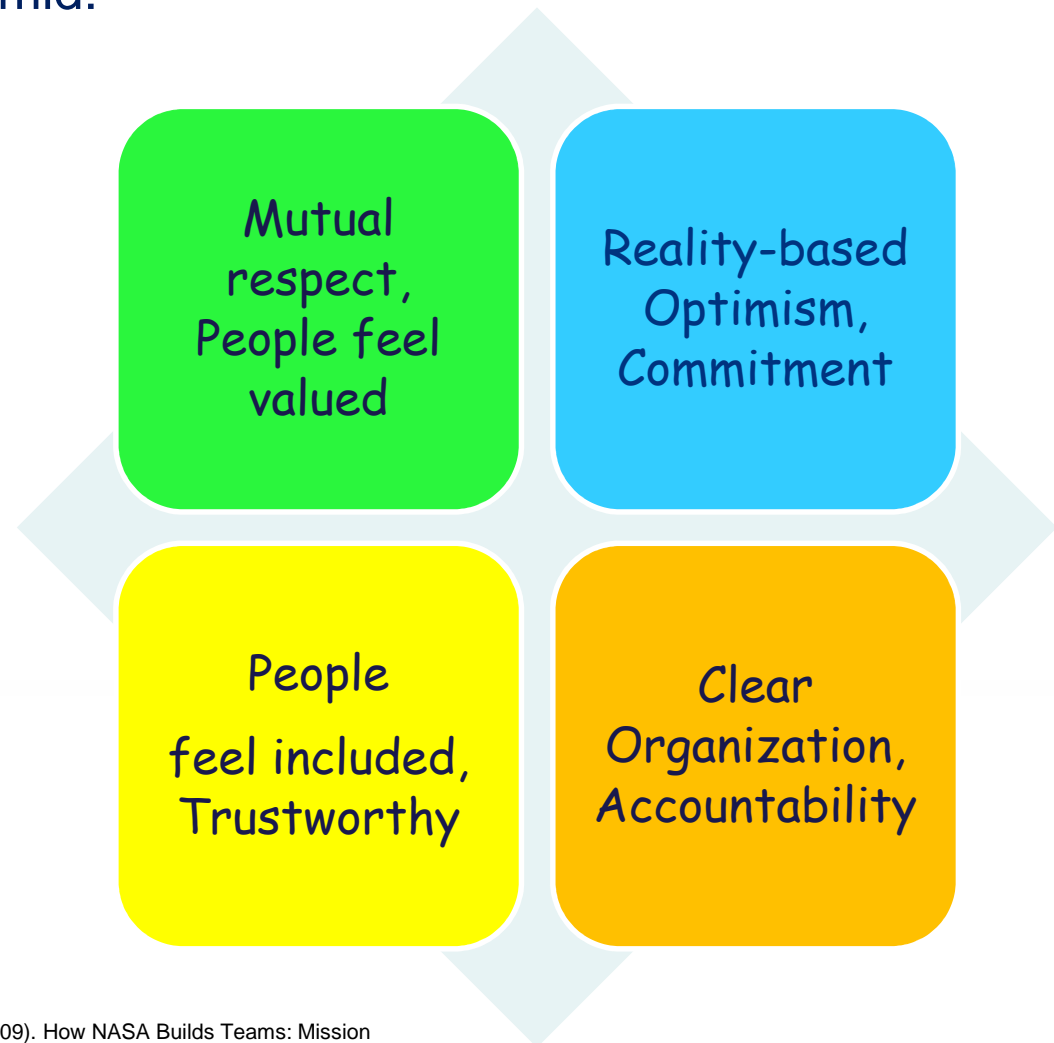 Mutual
respect,
People feel
valued
Reality-based
Optimism,
Commitment
People
feel included,
Trustworthy
Clear
Organization,
Accountability
09). How NASA Builds Teams: Mission